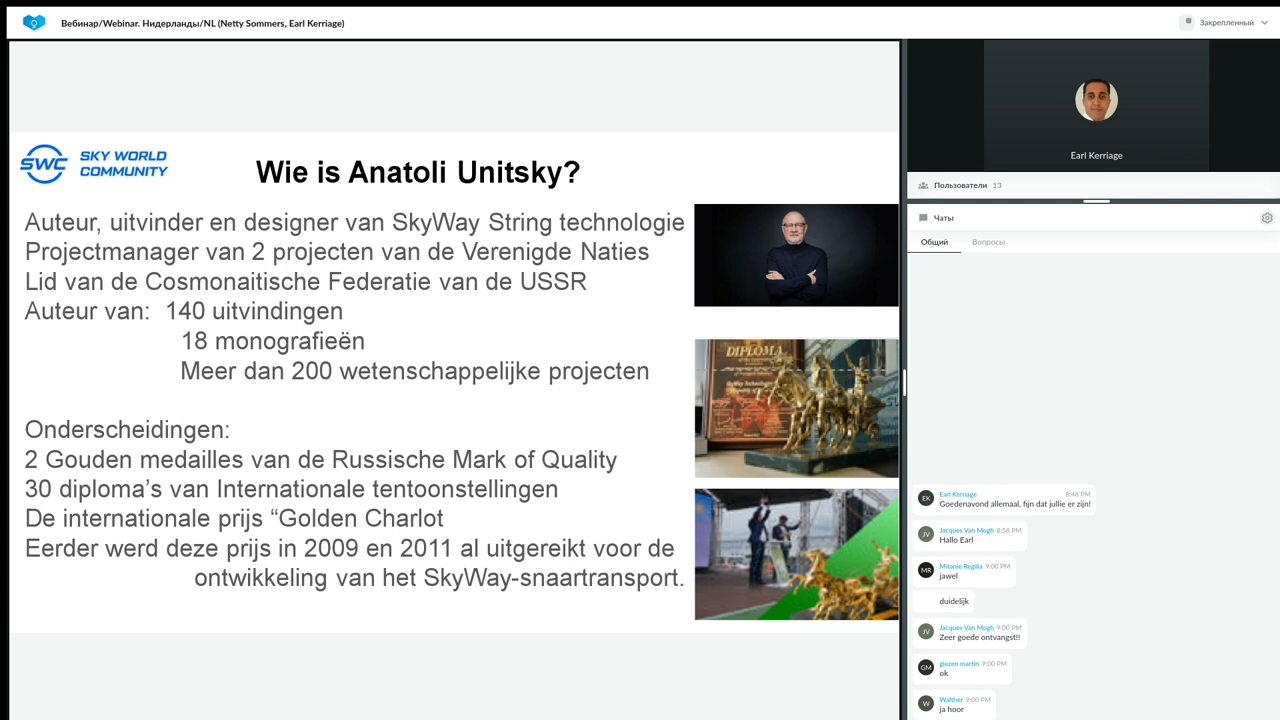 Вебинар/Webinar. Нидерланды/NL (Netty Sommers, Earl Kerriage)
Закрепленный
SWC SKY WORLD
COMMUNITY
Wie is Anatoli Unitsky?
Auteur, uitvinder en designer van SkyWay String technologie
Projectmanager van 2 projecten van de Verenigde Naties
Lid van de Cosmonaitische Federatie van de USSR
Auteur van: 140 uitvindingen
18 monografieën
Meer dan 200 wetenschappelijke projecten
Onderscheidingen:
2 Gouden medailles van de Russische Mark of Quality
30 diploma’s van Internationale tentoonstellingen
De internationale prijs “Golden Charlot
Eerder werd deze prijs in 2009 en 2011 al uitgereikt voor de
ontwikkeling van het SkyWay-snaartransport.
DIPLOMA
Earl Kerriage
Пользователи 13
Чаты
Общий Вопросы
EK Earl Kerriage 8:48 PM
Goedenavond allemaal, fijn dat jullie er zijn!
JV Jacques Van Mogh 8:58 PM
Hallo Earl
MR Mitanie Regilia 9:00 PM
jawel
duidelijk
JV Jacques Van Mogh 9:00 PM
Zeer goede ontvangst!!
GM giezen martin 9:00 PM
ok
W Walther 9:00 PM
ja hoor